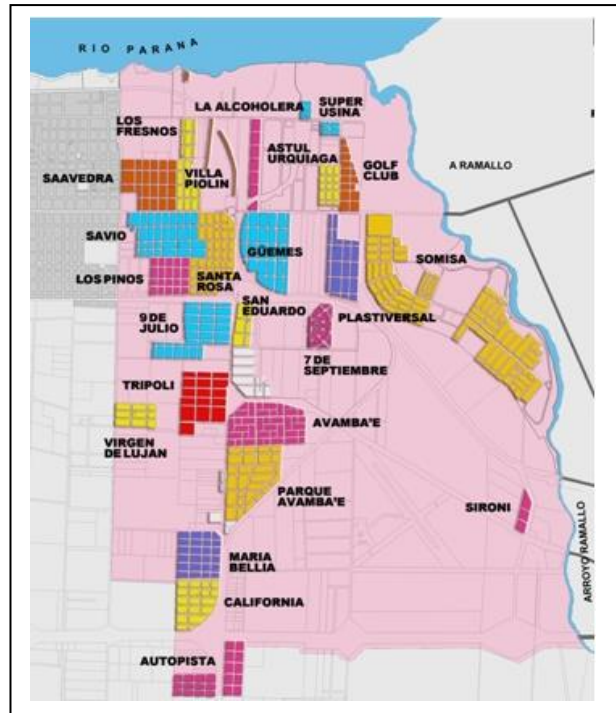 RIO PARANA
LA ALCOHOLERA
SUPER
USINA
LOS
FRESNOS
ASTUL
URQUIAGA
GOLF
CLUB
A RAMALLO
SAAVEDRA
VILLA
PIOLIN
SAVIO
GÜEMES
SOMISA
LOS PINOS
SANTA
ROSA
SAN
EDUARDO
PLASTIVERSAL
9 DE
JULIO
7 DE
SEPTIEMBRE
TRIPOLI
AVAMBA'E
VIRGEN
DE LUJAN
PARQUE
AVAMBA'E
SIRONI
ARROYO RAMALLO
MARIA
BELLIA
CALIFORNIA
AUTOPISTA